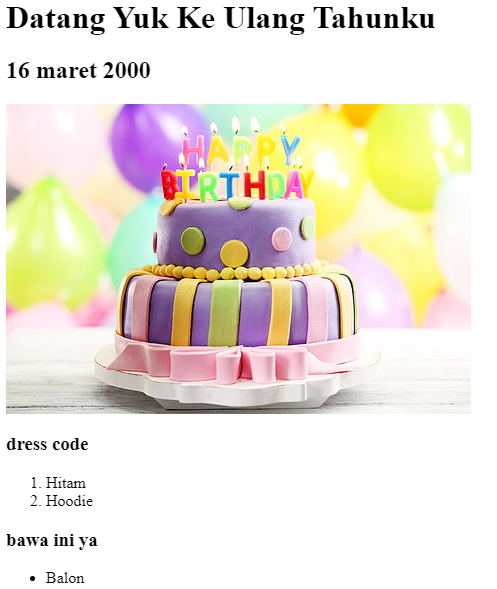 Datang Yuk Ke Ulang Tahunku
16 maret 2000
HAPPY
BIRTHDAY
dress code
1. Hitam
2. Hoodie
bawa ini ya
• Balon